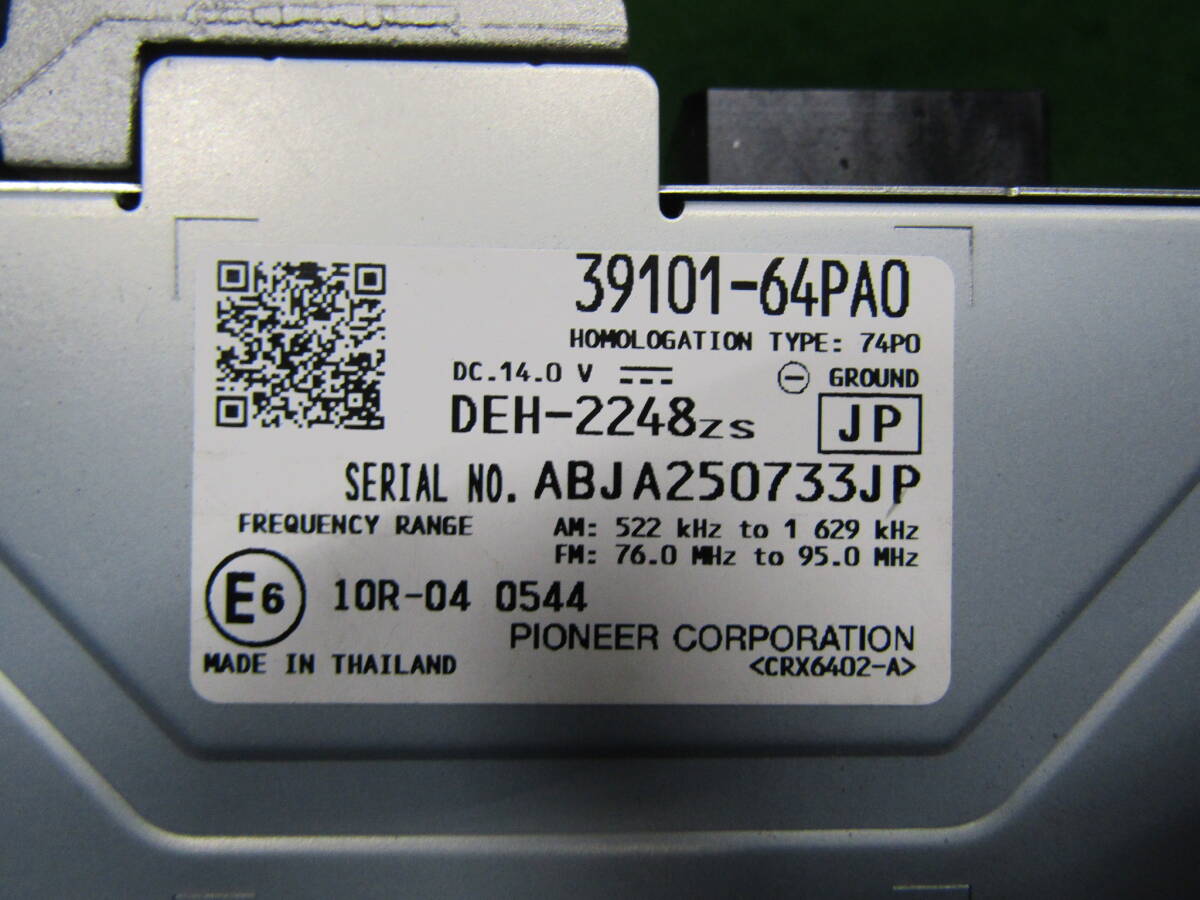 39101-64PA0
HOMOLOGATION TYPE: 74P0
DC.14.0 V ⊖ GROUND
DEH-2248zs JP
SERIAL NO. ABJA250733JP
FREQUENCY RANGE AM: 522 kHz to 1 629 kHz
FM: 76.0 MHz to 95.0 MHz
E6 10R-04 0544
PIONEER CORPORATION
MADE IN THAILAND <CRX6402-A>